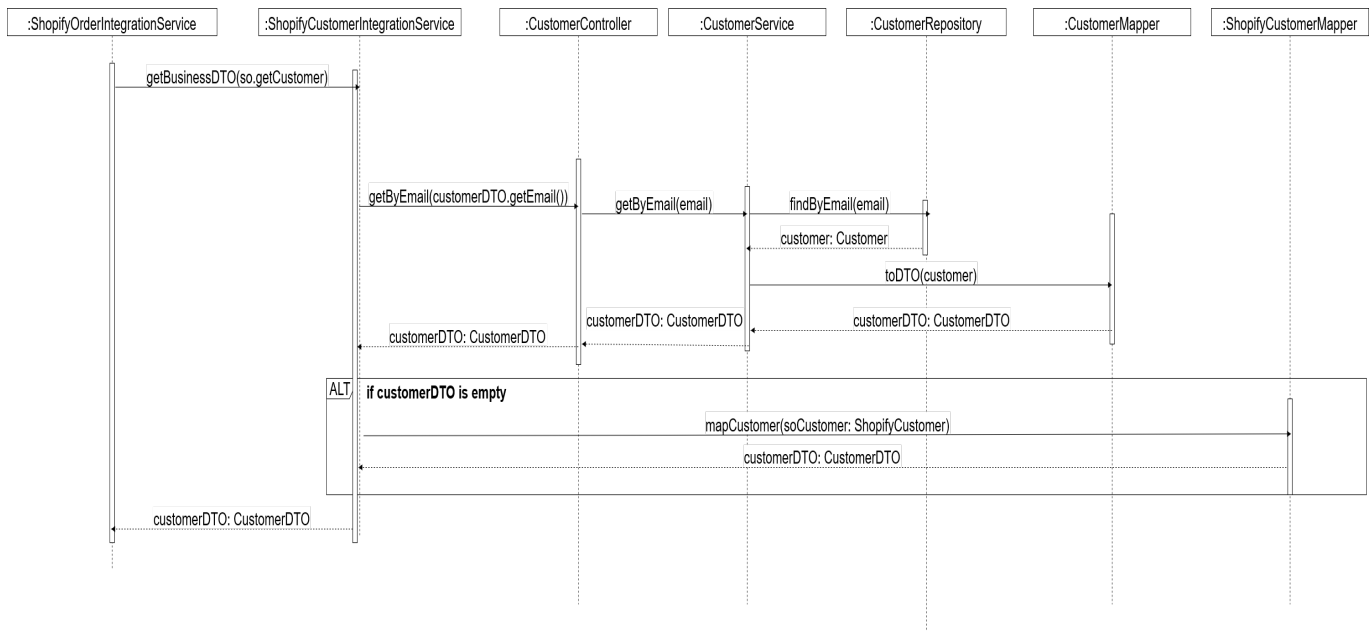 :ShopifyOrderIntegrationService
:ShopifyCustomerIntegrationService
:CustomerController
:CustomerService
:CustomerRepository
:CustomerMapper
:ShopifyCustomerMapper
getBusinessDTO(so.getCustomer)
getByEmail(customerDTO.getEmail())
getByEmail(email)
findByEmail(email)
customer: Customer
toDTO(customer)
customerDTO: CustomerDTO
customerDTO: CustomerDTO
customerDTO: CustomerDTO
ALT
if customerDTO is empty
mapCustomer(soCustomer: ShopifyCustomer)
customerDTO: CustomerDTO
customerDTO: CustomerDTO